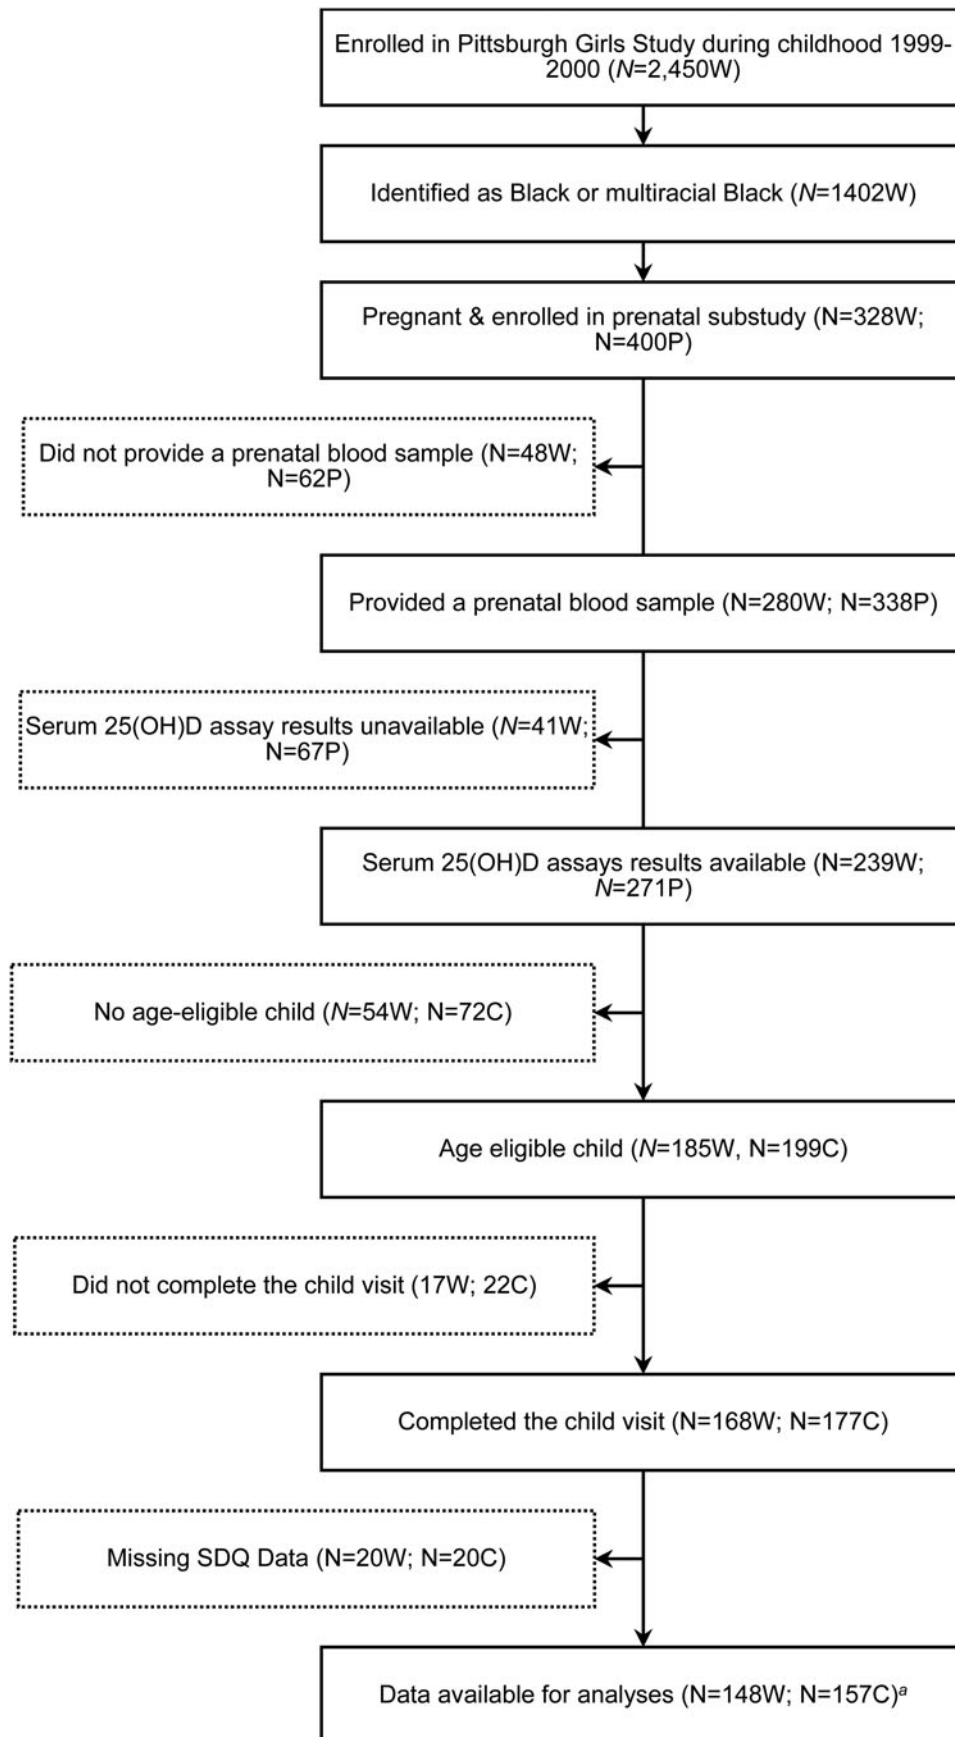 Enrolled in Pittsburgh Girls Study during childhood 1999-
2000 (N=2,450W)
Identified as Black or multiracial Black (N=1402W)
Pregnant & enrolled in prenatal substudy (N=328W;
N=400P)
Did not provide a prenatal blood sample (N=48W;
N=62P)
Provided a prenatal blood sample (N=280W; N=338P)
Serum 25(OH)D assay results unavailable (N=41W;
N=67P)
Serum 25(OH)D assays results available (N=239W;
N=271P)
No age-eligible child (N=54W; N=72C)
Age eligible child (N=185W, N=199C)
Did not complete the child visit (17W; 22C)
Completed the child visit (N=168W; N=177C)
Missing SDQ Data (N=20W; N=20C)
Data available for analyses (N=148W; N=157C)a